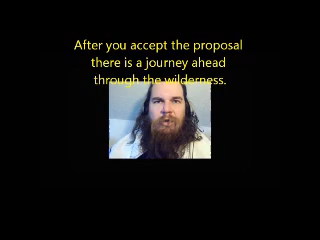 After you accept the proposal
there is a journey ahead
through the wilderness.